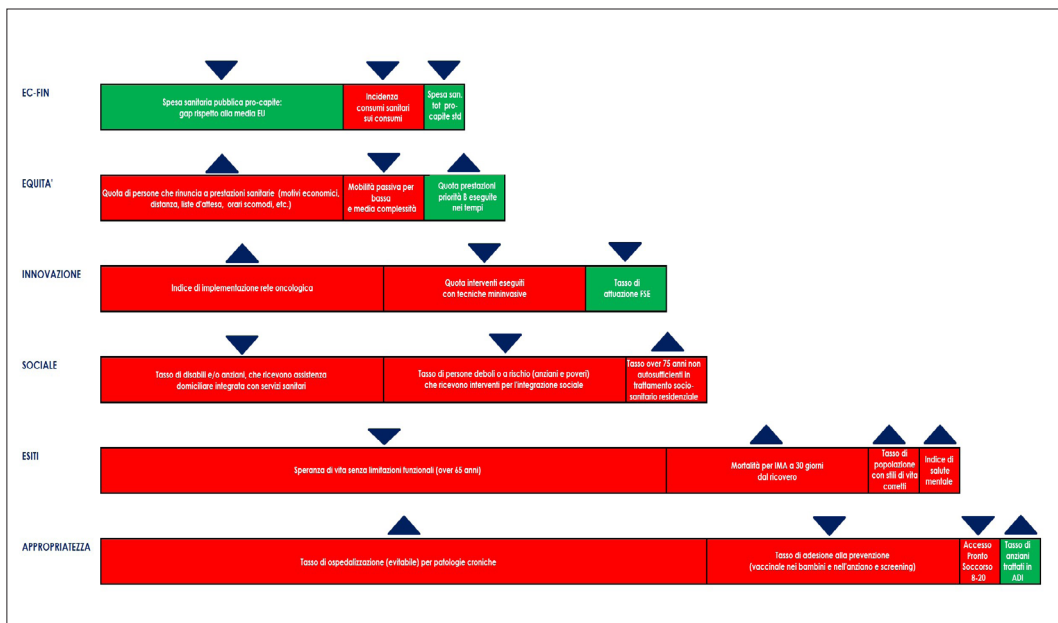 EC-FIN
Spesa sanitaria pubblica pro-capite:
gap rispetto alla media EU
Incidenza
consumi sanitari
sui consumi
Spesa san.
tot pro-
capite std
EQUITA'
Quota di persone che rinuncia a prestazioni sanitarie (motivi economici,
distanza, liste d'attesa, orari scomodi, etc.)
Mobilità passiva per
bassa
e media complessità
Quota prestazioni
priorità B eseguite
nei tempi
INNOVAZIONE
Indice di implementazione rete oncologica
Quota interventi eseguiti
con tecniche mininvasive
Tasso di
attuazione FSE
SOCIALE
Tasso di disabili e/o anziani, che ricevono assistenza
domiciliare integrata con servizi sanitari
Tasso di persone deboli o a rischio (anziani e poveri)
che ricevono interventi per l'integrazione sociale
Tasso over 75 anni non
autosufficienti in
trattamento socio-
sanitario residenziale
ESITI
Speranza di vita senza limitazioni funzionali (over 65 anni)
Mortalità per IMA a 30 giorni
dal ricovero
Tasso di
popolazione
con stili di vita
corretti
Indice di
salute
mentale
APPROPRIATEZZA
Tasso di ospedalizzazione (evitabile) per patologie croniche
Tasso di adesione alla prevenzione
(vaccinale nei bambini e nell'anziano e screening)
Accesso
Pronto
Soccorso
8-20
Tasso di
anziani
trattati in
ADI